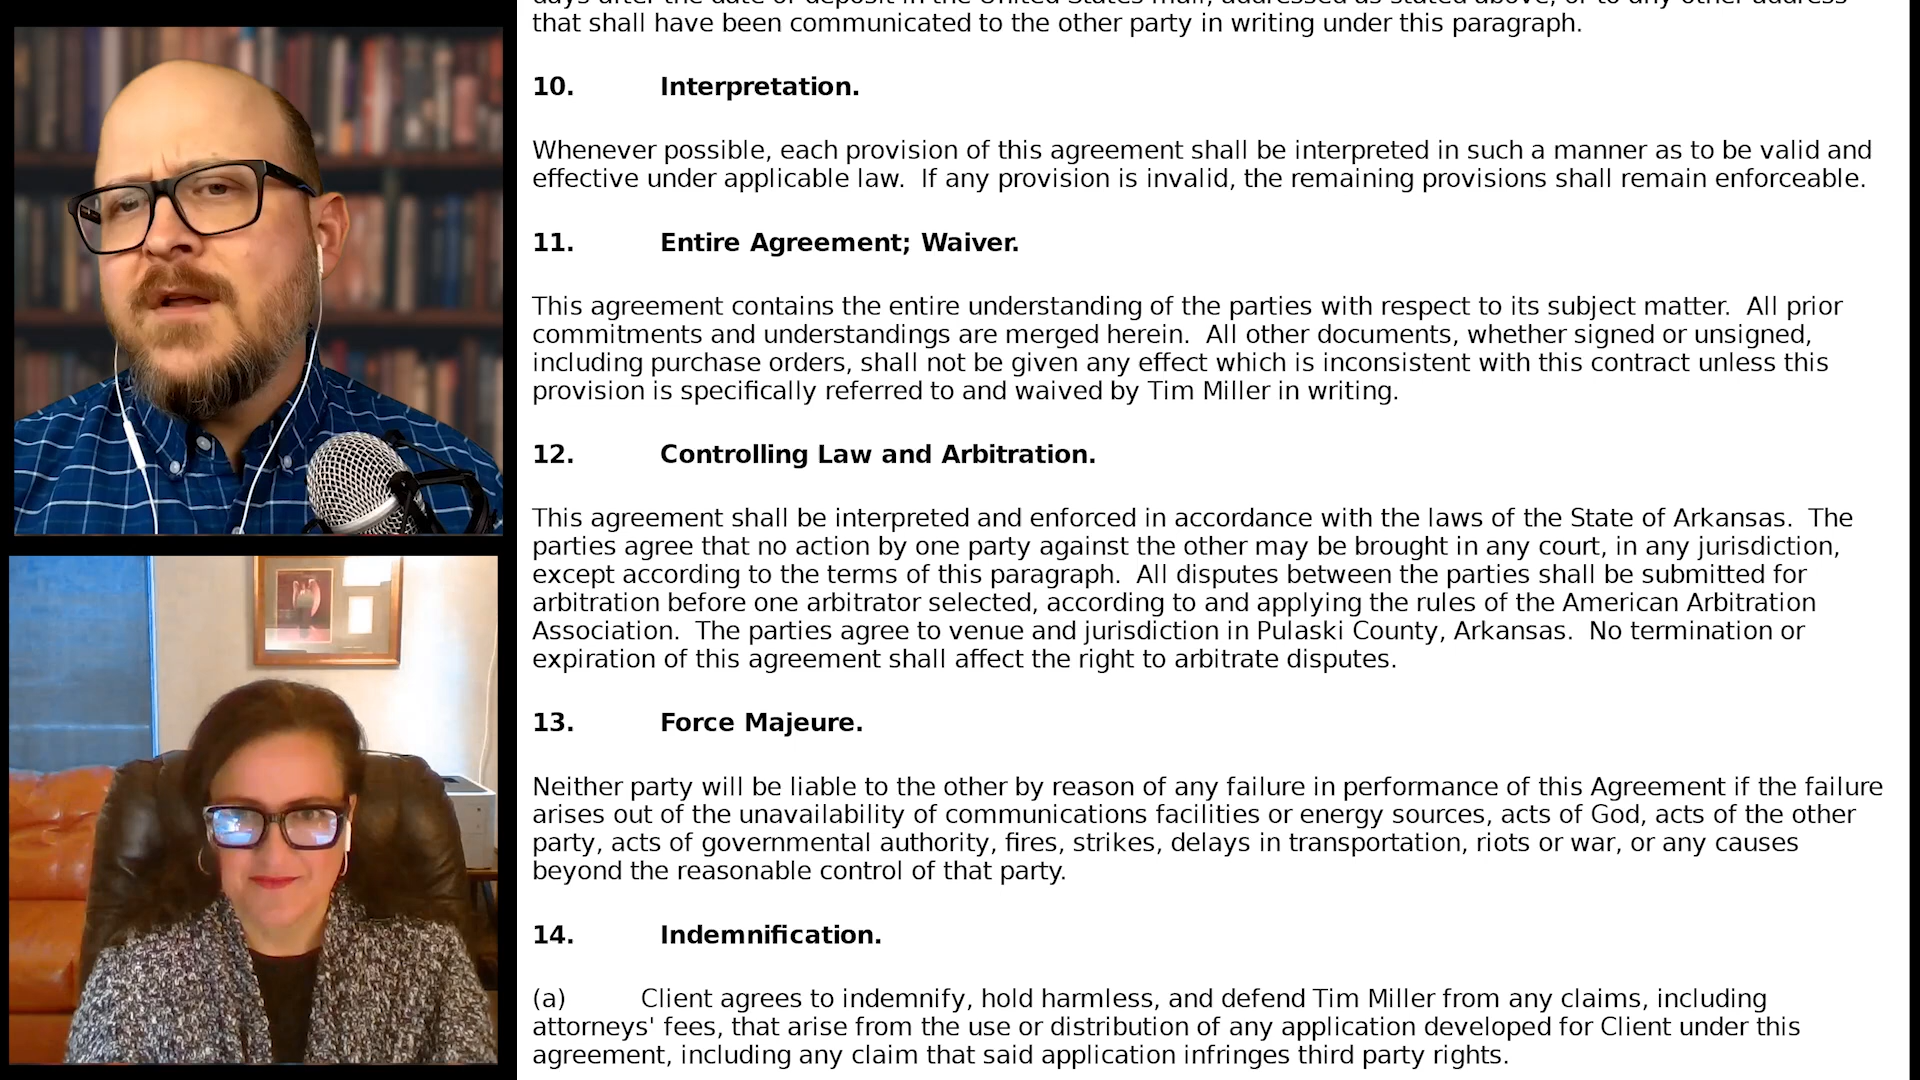 that shall have been communicated to the other party in writing under this paragraph.
10. Interpretation.
Whenever possible, each provision of this agreement shall be interpreted in such a manner as to be valid and
effective under applicable law.  If any provision is invalid, the remaining provisions shall remain enforceable.
11. Entire Agreement; Waiver.
This agreement contains the entire understanding of the parties with respect to its subject matter.  All prior
commitments and understandings are merged herein.  All other documents, whether signed or unsigned,
including purchase orders, shall not be given any effect which is inconsistent with this contract unless this
provision is specifically referred to and waived by Tim Miller in writing.
12. Controlling Law and Arbitration.
This agreement shall be interpreted and enforced in accordance with the laws of the State of Arkansas.  The
parties agree that no action by one party against the other may be brought in any court, in any jurisdiction,
except according to the terms of this paragraph.  All disputes between the parties shall be submitted for
arbitration before one arbitrator selected, according to and applying the rules of the American Arbitration
Association.  The parties agree to venue and jurisdiction in Pulaski County, Arkansas.  No termination or
expiration of this agreement shall affect the right to arbitrate disputes.
13. Force Majeure.
Neither party will be liable to the other by reason of any failure in performance of this Agreement if the failure
arises out of the unavailability of communications facilities or energy sources, acts of God, acts of the other
party, acts of governmental authority, fires, strikes, delays in transportation, riots or war, or any causes
beyond the reasonable control of that party.
14. Indemnification.
(a) Client agrees to indemnify, hold harmless, and defend Tim Miller from any claims, including
attorneys' fees, that arise from the use or distribution of any application developed for Client under this
agreement, including any claim that said application infringes third party rights.